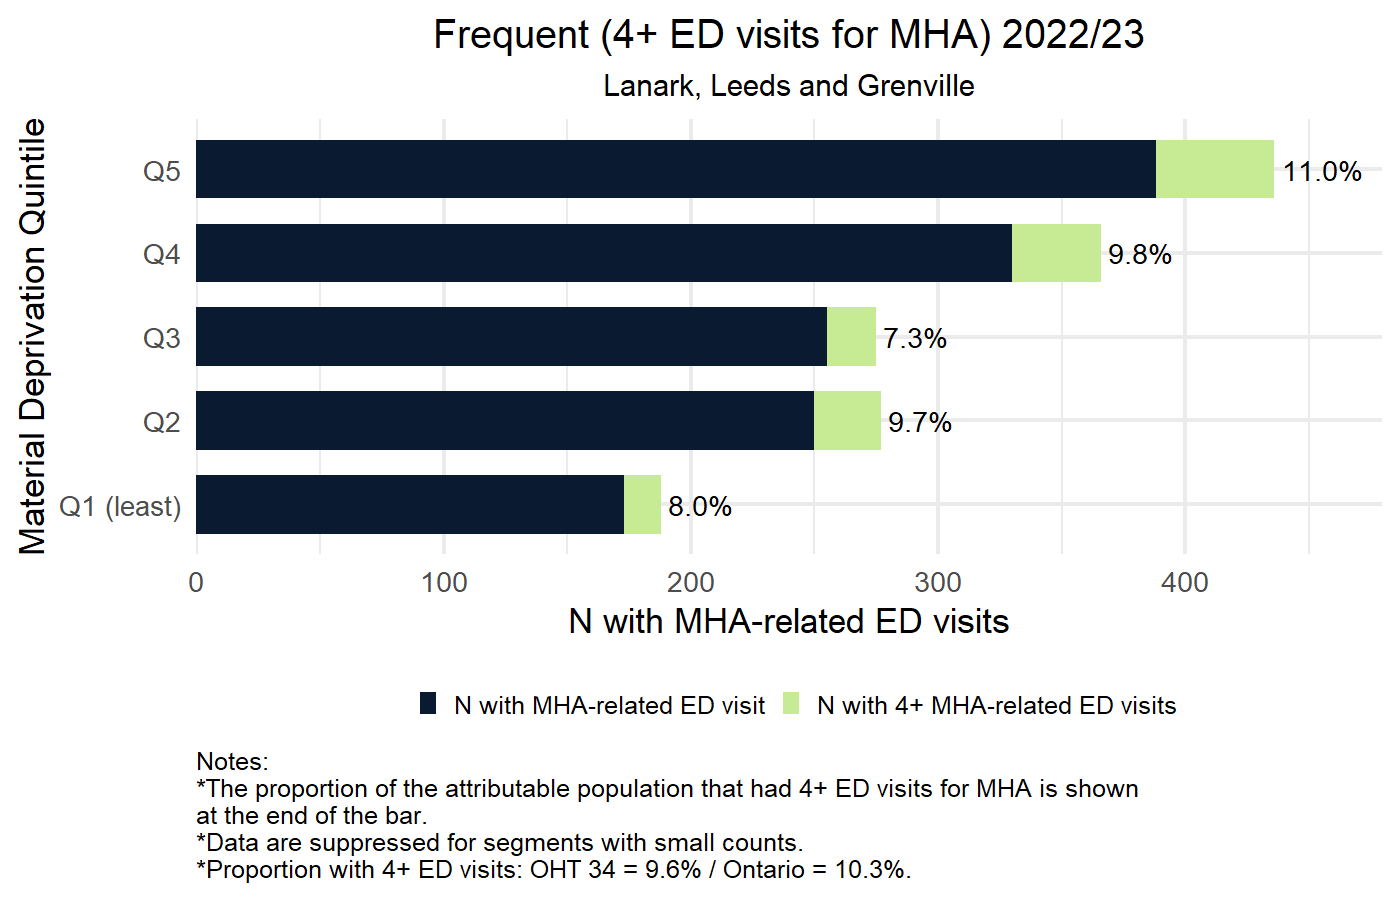 Frequent (4+ ED visits for MHA) 2022/23
Lanark, Leeds and Grenville
Material Deprivation Quintile
Q5
11.0%
Q4
9.8%
Q3
7.3%
Q2
9.7%
Q1 (least)
8.0%
0
100
200
300
400
N with MHA-related ED visits
N with MHA-related ED visit
N with 4+ MHA-related ED visits
Notes:
*The proportion of the attributable population that had 4+ ED visits for MHA is shown
at the end of the bar.
*Data are suppressed for segments with small counts.
*Proportion with 4+ ED visits: OHT 34 = 9.6% / Ontario = 10.3%.